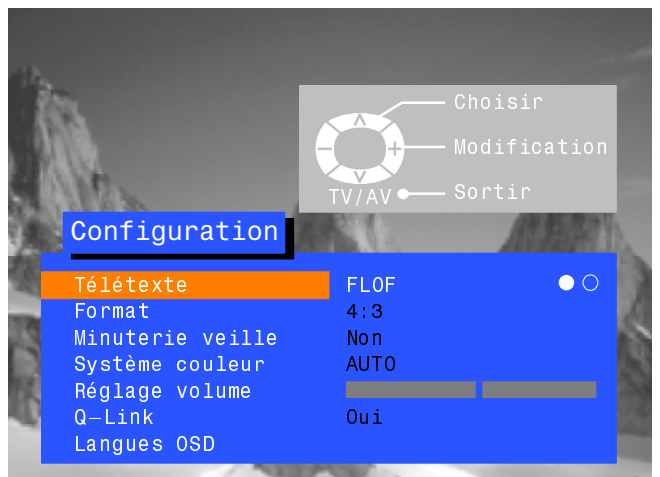 Choisir
Modification
TV/AV Sortir
Configuration
Télétexte FLOF
Format 4:3
Minuterie veille Non
Système couleur AUTO
Réglage volume
Q–Link Oui
Langues OSD